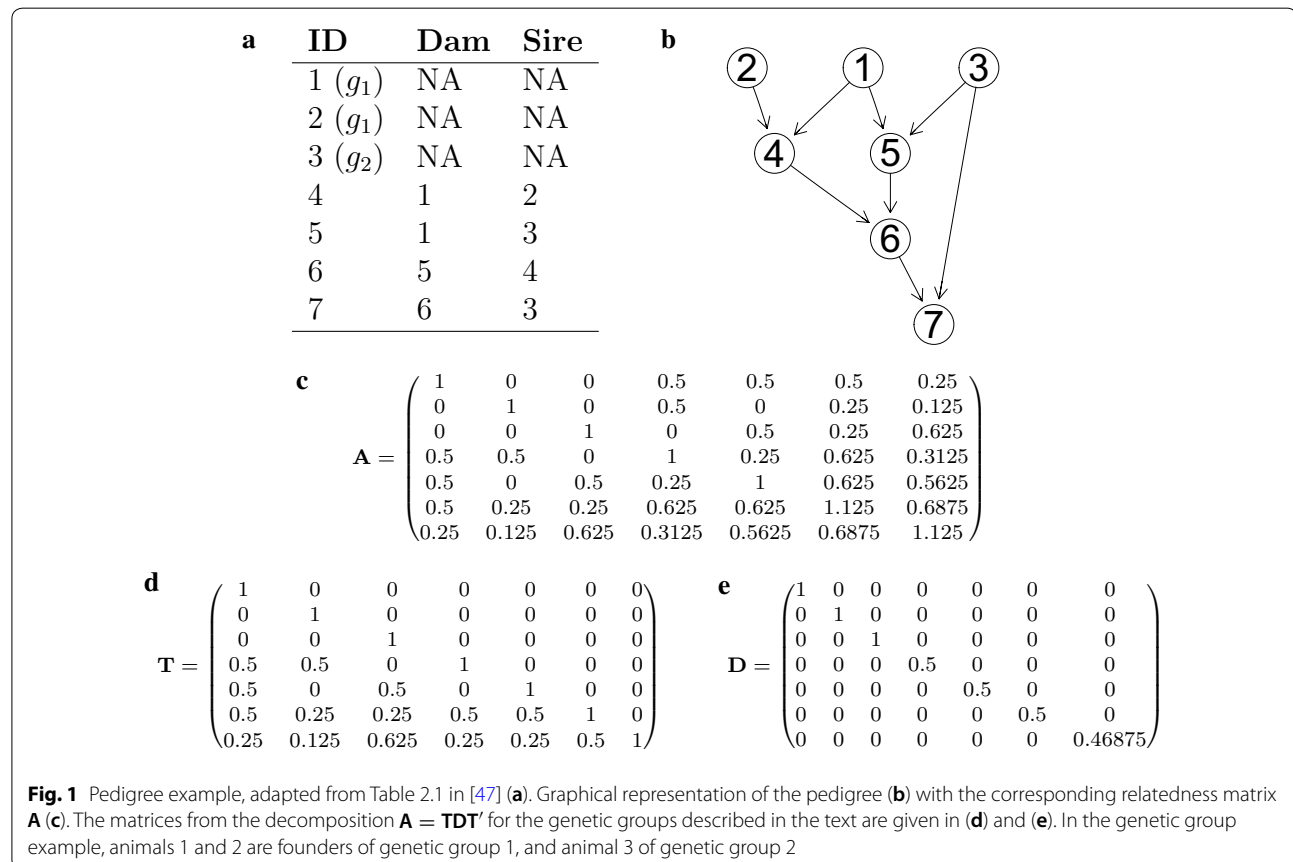 a
ID Dam Sire
1 (g₁) NA NA
2 (g₁) NA NA
3 (g₂) NA NA
4 1 2
5 1 3
6 5 4
7 6 3
b
2 1 3
4 5
6
7
c
A =
1 0 0 0.5 0.5 0.5 0.25
0 1 0 0.5 0 0.25 0.125
0 0 1 0 0.5 0.25 0.625
0.5 0.5 0 1 0.25 0.625 0.3125
0.5 0 0.5 0.25 1 0.625 0.5625
0.5 0.25 0.25 0.625 0.625 1.125 0.6875
0.25 0.125 0.625 0.3125 0.5625 0.6875 1.125
d
T =
1 0 0 0 0 0 0
0 1 0 0 0 0 0
0 0 1 0 0 0 0
0.5 0.5 0 1 0 0 0
0.5 0 0.5 0 1 0 0
0.5 0.25 0.25 0.5 0.5 1 0
0.25 0.125 0.625 0.25 0.25 0.5 1
e
D =
1 0 0 0 0 0 0
0 1 0 0 0 0 0
0 0 1 0 0 0 0
0 0 0 0.5 0 0 0
0 0 0 0 0.5 0 0
0 0 0 0 0 0.5 0
0 0 0 0 0 0 0.46875
Fig. 1 Pedigree example, adapted from Table 2.1 in [47] (a). Graphical representation of the pedigree (b) with the corresponding relatedness matrix
A (c). The matrices from the decomposition A = TDT′ for the genetic groups described in the text are given in (d) and (e). In the genetic group
example, animals 1 and 2 are founders of genetic group 1, and animal 3 of genetic group 2